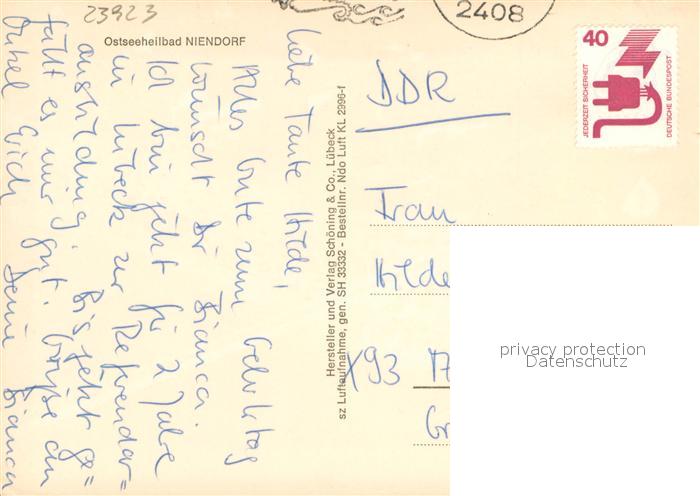 23923
Ostseeheilbad NIENDORF
2408
40
JEDERZEIT SICHERHEIT
DEUTSCHE BUNDESPOST
Liebe Tante Hilde,
Alles Gute zum Geburtstag
wünscht Dir Bianca.
Ich bin jetzt für 2 Jahre
in Lübeck zur Referendar=
ausbildung. Bis jetzt ge=
fällt es mir gut. Grüße an
Onkel Erich Deine Bianca
Hersteller und Verlag Schöning & Co., Lübeck
sz Luftaufnahme, gen. SH 33332 - Bestellnr. Ndo Luft KL 2996-f
DDR
Frau
Hilde
X93
privacy protection
Datenschutz